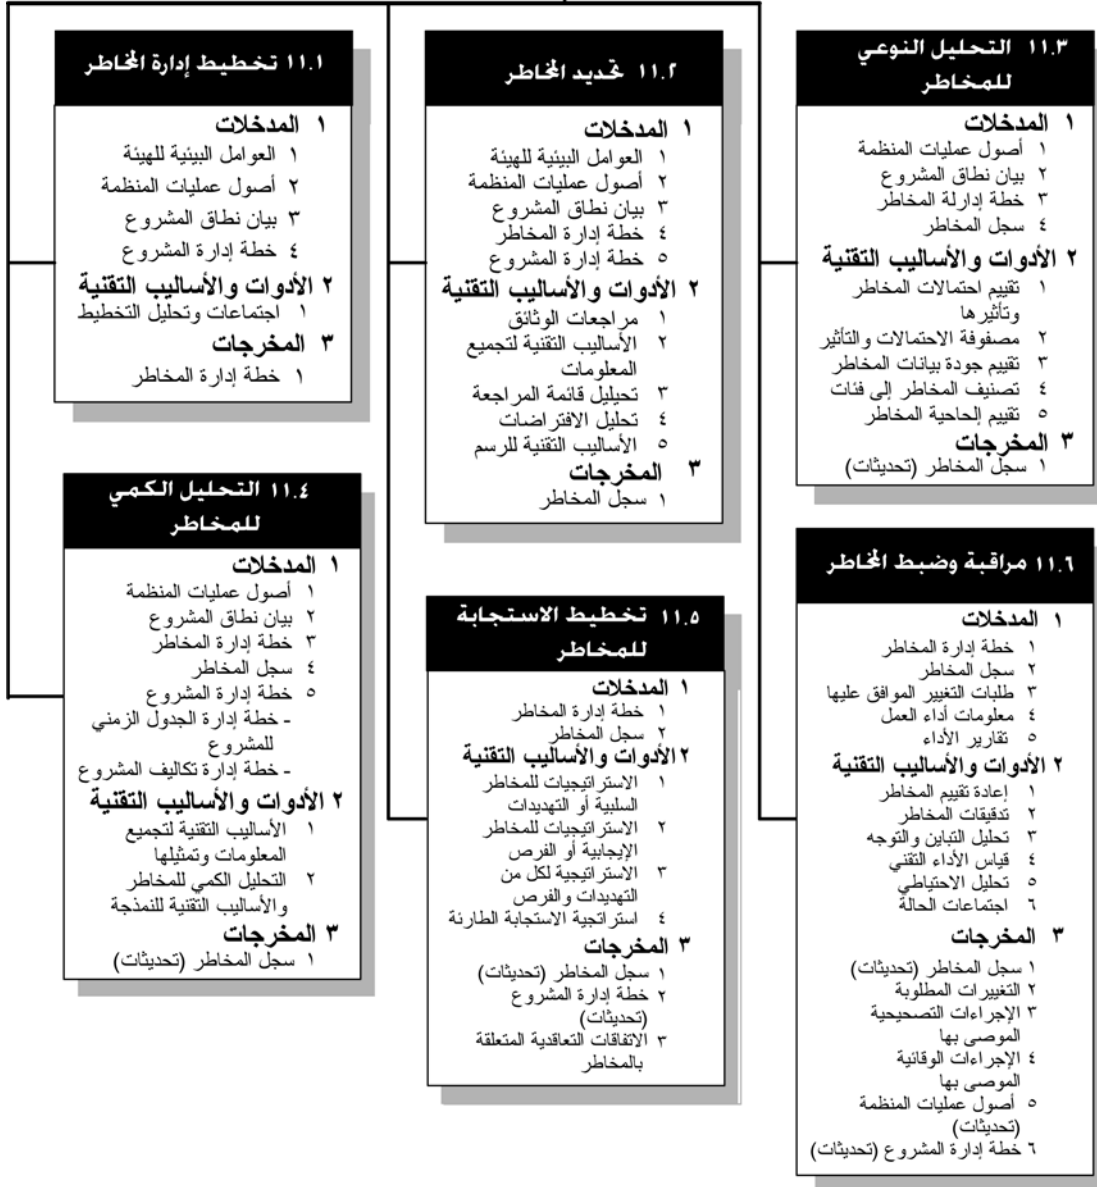 ١١.١ تخطيط إدارة المخاطر
١ المدخلات
١ العوامل البيئية للهيئة
٢ أصول عمليات المنظمة
٣ بيان نطاق المشروع
٤ خطة إدارة المشروع
٢ الأدوات والأساليب التقنية
١ اجتماعات وتحليل التخطيط
٣ المخرجات
١ خطة إدارة المخاطر
١١.٢ تحديد المخاطر
١ المدخلات
١ العوامل البيئية للهيئة
٢ أصول عمليات المنظمة
٣ بيان نطاق المشروع
٤ خطة إدارة المخاطر
٥ خطة إدارة المشروع
٢ الأدوات والأساليب التقنية
١ مراجعات الوثائق
٢ الأساليب التقنية لتجميع
المعلومات
٣ تحيليل قائمة المراجعة
٤ تحليل الافتراضات
٥ الأساليب التقنية للرسم
٣ المخرجات
١ سجل المخاطر
١١.٣ التحليل النوعي
للمخاطر
١ المدخلات
١ أصول عمليات المنظمة
٢ بيان نطاق المشروع
٣ خطة إدارلة المخاطر
٤ سجل المخاطر
٢ الأدوات والأساليب التقنية
١ تقييم احتمالات المخاطر
وتأثيرها
٢ مصفوفة الاحتمالات والتأثير
٣ تقييم جودة بيانات المخاطر
٤ تصنيف المخاطر إلى فئات
٥ تقييم إلحاحية المخاطر
٣ المخرجات
١ سجل المخاطر (تحديثات)
١١.٤ التحليل الكمي
للمخاطر
١ المدخلات
١ أصول عمليات المنظمة
٢ بيان نطاق المشروع
٣ خطة إدارة المخاطر
٤ سجل المخاطر
٥ خطة إدارة المشروع
- خطة إدارة الجدول الزمني
للمشروع
- خطة إدارة تكاليف المشروع
٢ الأدوات والأساليب التقنية
١ الأساليب التقنية لتجميع
المعلومات وتمثيلها
٢ التحليل الكمي للمخاطر
والأساليب التقنية للنمذجة
٣ المخرجات
١ سجل المخاطر (تحديثات)
١١.٥ تخطيط الاستجابة
للمخاطر
١ المدخلات
١ خطة إدارة المخاطر
٢ سجل المخاطر
٢ الأدوات والأساليب التقنية
١ الاستراتيجيات للمخاطر
السلبية أو التهديدات
٢ الاستراتيجيات للمخاطر
الإيجابية أو الفرص
٣ الاستراتيجية لكل من
التهديدات والفرص
٤ استراتجية الاستجابة الطارئة
٣ المخرجات
١ سجل المخاطر (تحديثات)
٢ خطة إدارة المشروع
(تحديثات)
٣ الاتفاقات التعاقدية المتعلقة
بالمخاطر
١١.٦ مراقبة وضبط المخاطر
١ المدخلات
١ خطة إدارة المخاطر
٢ سجل المخاطر
٣ طلبات التغيير الموافق عليها
٤ معلومات أداء العمل
٥ تقارير الأداء
٢ الأدوات والأساليب التقنية
١ إعادة تقييم المخاطر
٢ تدقيقات المخاطر
٣ تحليل التباين والتوجه
٤ قياس الأداء التقني
٥ تحليل الاحتياطي
٦ اجتماعات الحالة
٣ المخرجات
١ سجل المخاطر (تحديثات)
٢ التغييرات المطلوبة
٣ الإجراءات التصحيحية
الموصى بها
٤ الإجراءات الوقائية
الموصى بها
٥ أصول عمليات المنظمة
(تحديثات)
٦ خطة إدارة المشروع (تحديثات)